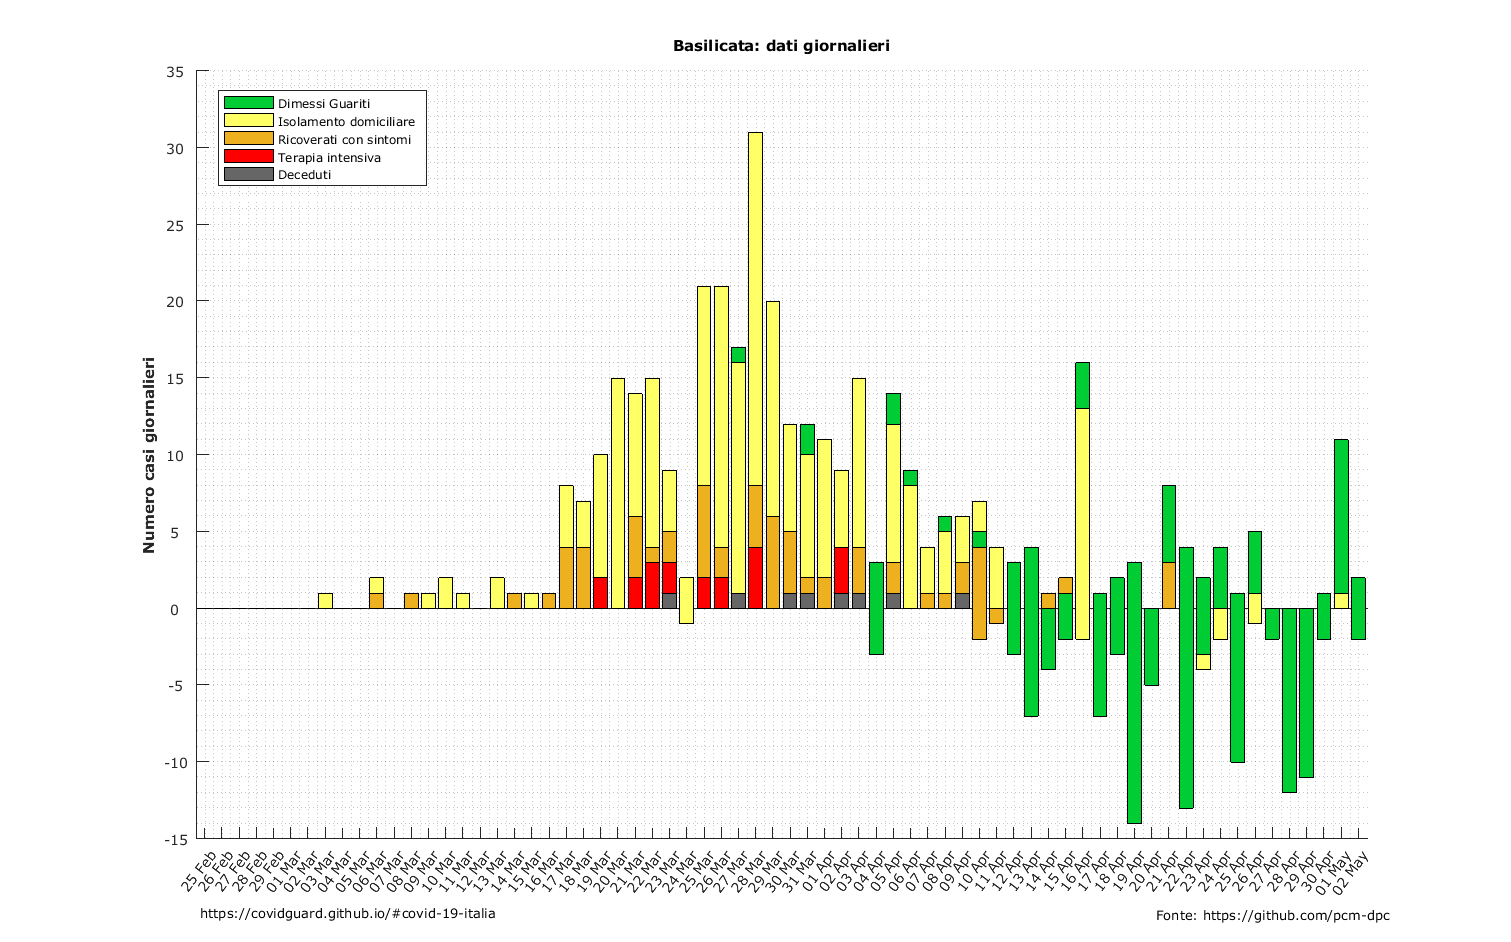 Basilicata: dati giornalieri
35
30
25
20
15
10
5
0
-5
-10
-15
Numero casi giornalieri
Dimessi Guariti
Isolamento domiciliare
Ricoverati con sintomi
Terapia intensiva
Deceduti
25 Feb
26 Feb
27 Feb
28 Feb
29 Feb
01 Mar
02 Mar
03 Mar
04 Mar
05 Mar
06 Mar
07 Mar
08 Mar
09 Mar
10 Mar
11 Mar
12 Mar
13 Mar
14 Mar
15 Mar
16 Mar
17 Mar
18 Mar
19 Mar
20 Mar
21 Mar
22 Mar
23 Mar
24 Mar
25 Mar
26 Mar
27 Mar
28 Mar
29 Mar
30 Mar
31 Mar
01 Apr
02 Apr
03 Apr
04 Apr
05 Apr
06 Apr
07 Apr
08 Apr
09 Apr
10 Apr
11 Apr
12 Apr
13 Apr
14 Apr
15 Apr
16 Apr
17 Apr
18 Apr
19 Apr
20 Apr
21 Apr
22 Apr
23 Apr
24 Apr
25 Apr
26 Apr
27 Apr
28 Apr
29 Apr
30 Apr
01 May
02 May
https://covidguard.github.io/#covid-19-italia
Fonte: https://github.com/pcm-dpc